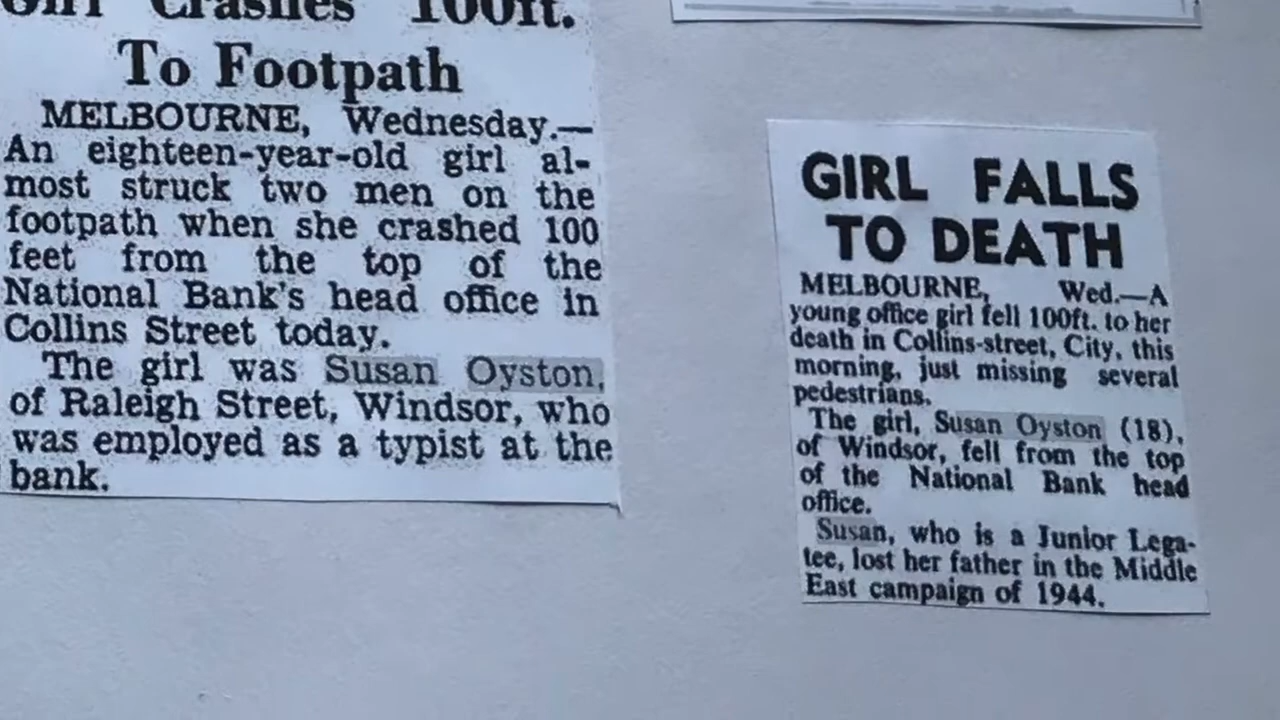 Girl Crashes 100ft.
To Footpath
MELBOURNE, Wednesday.—
An eighteen-year-old girl al-
most struck two men on the
footpath when she crashed 100
feet from the top of the
National Bank's head office in
Collins Street today.
The girl was Susan Oyston,
of Raleigh Street, Windsor, who
was employed as a typist at the
bank.
GIRL FALLS
TO DEATH
MELBOURNE, Wed.—A
young office girl fell 100ft. to her
death in Collins-street, City, this
morning, just missing several
pedestrians.
The girl, Susan Oyston (18),
of Windsor, fell from the top
of the National Bank head
office.
Susan, who is a Junior Lega-
tee, lost her father in the Middle
East campaign of 1944.